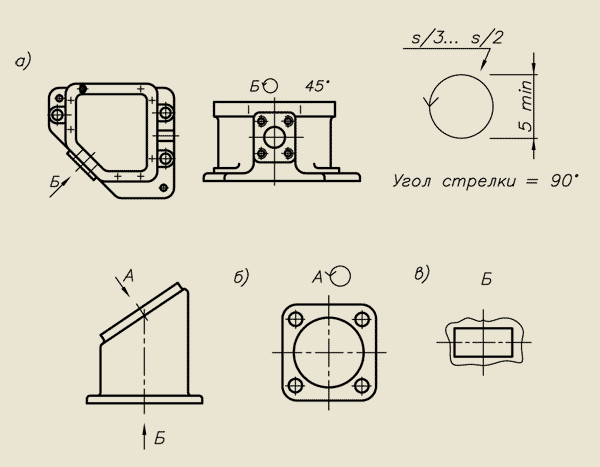 а)
Б
Б 45°
s/3... s/2
5 min
Угол стрелки = 90°
А
Б
б)
А
в)
Б